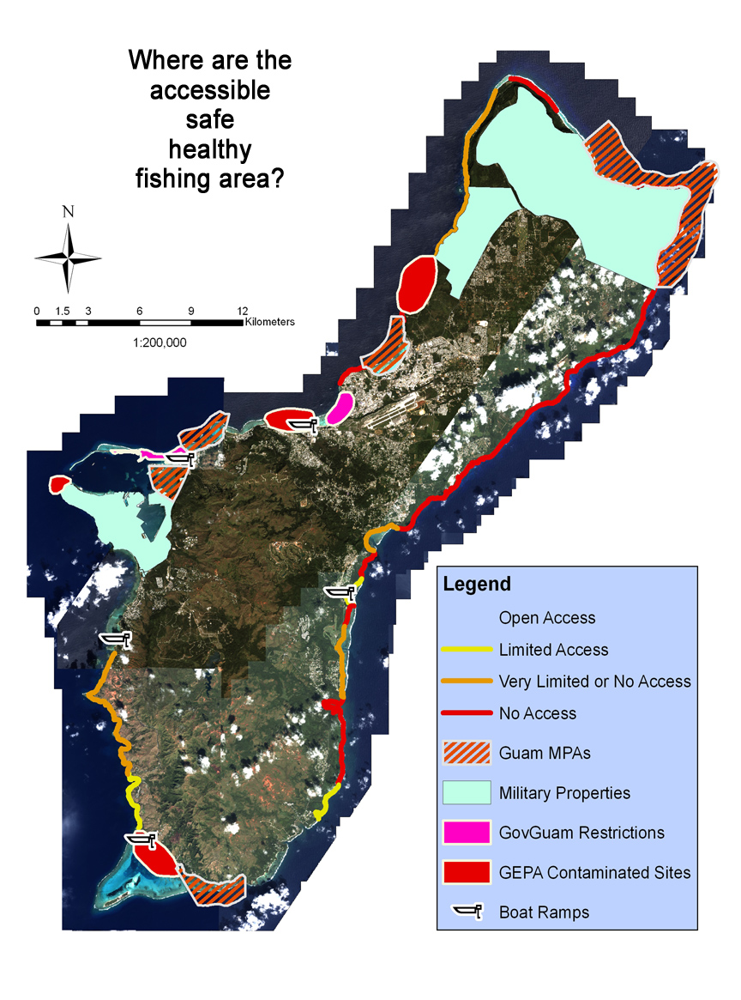 Where are the
accessible
safe
healthy
fishing area?
N
0 1.5 3 6 9 12
Kilometers
1:200,000
Legend
Open Access
Limited Access
Very Limited or No Access
No Access
Guam MPAs
Military Properties
GovGuam Restrictions
GEPA Contaminated Sites
Boat Ramps